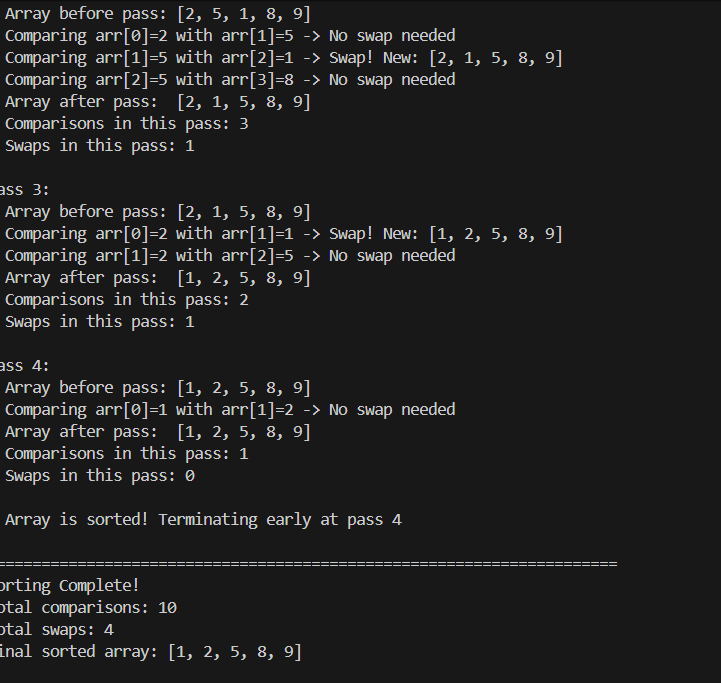 Array before pass: [2, 5, 1, 8, 9]
Comparing arr[0]=2 with arr[1]=5 -> No swap needed
Comparing arr[1]=5 with arr[2]=1 -> Swap! New: [2, 1, 5, 8, 9]
Comparing arr[2]=5 with arr[3]=8 -> No swap needed
Array after pass:  [2, 1, 5, 8, 9]
Comparisons in this pass: 3
Swaps in this pass: 1
ass 3:
Array before pass: [2, 1, 5, 8, 9]
Comparing arr[0]=2 with arr[1]=1 -> Swap! New: [1, 2, 5, 8, 9]
Comparing arr[1]=2 with arr[2]=5 -> No swap needed
Array after pass:  [1, 2, 5, 8, 9]
Comparisons in this pass: 2
Swaps in this pass: 1
ass 4:
Array before pass: [1, 2, 5, 8, 9]
Comparing arr[0]=1 with arr[1]=2 -> No swap needed
Array after pass:  [1, 2, 5, 8, 9]
Comparisons in this pass: 1
Swaps in this pass: 0
Array is sorted! Terminating early at pass 4
=====================================================================
orting Complete!
otal comparisons: 10
otal swaps: 4
inal sorted array: [1, 2, 5, 8, 9]